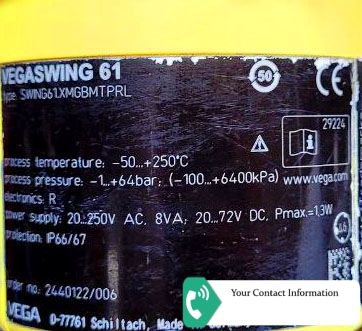 VEGASWING 61
type: SWING61.XMGBMTPRL
50
CE
29224
i
process temperature: -50...+250°C
process pressure: -1...+64bar; (-100...+6400kPa) www.vega.com
electronics: R
power supply: 20...250V AC, 8VA; 20...72V DC, Pmax.=1,3W
protection: IP66/67
order no.: 2440122/006
VEGA D-77761 Schiltach, Made
Your Contact Information